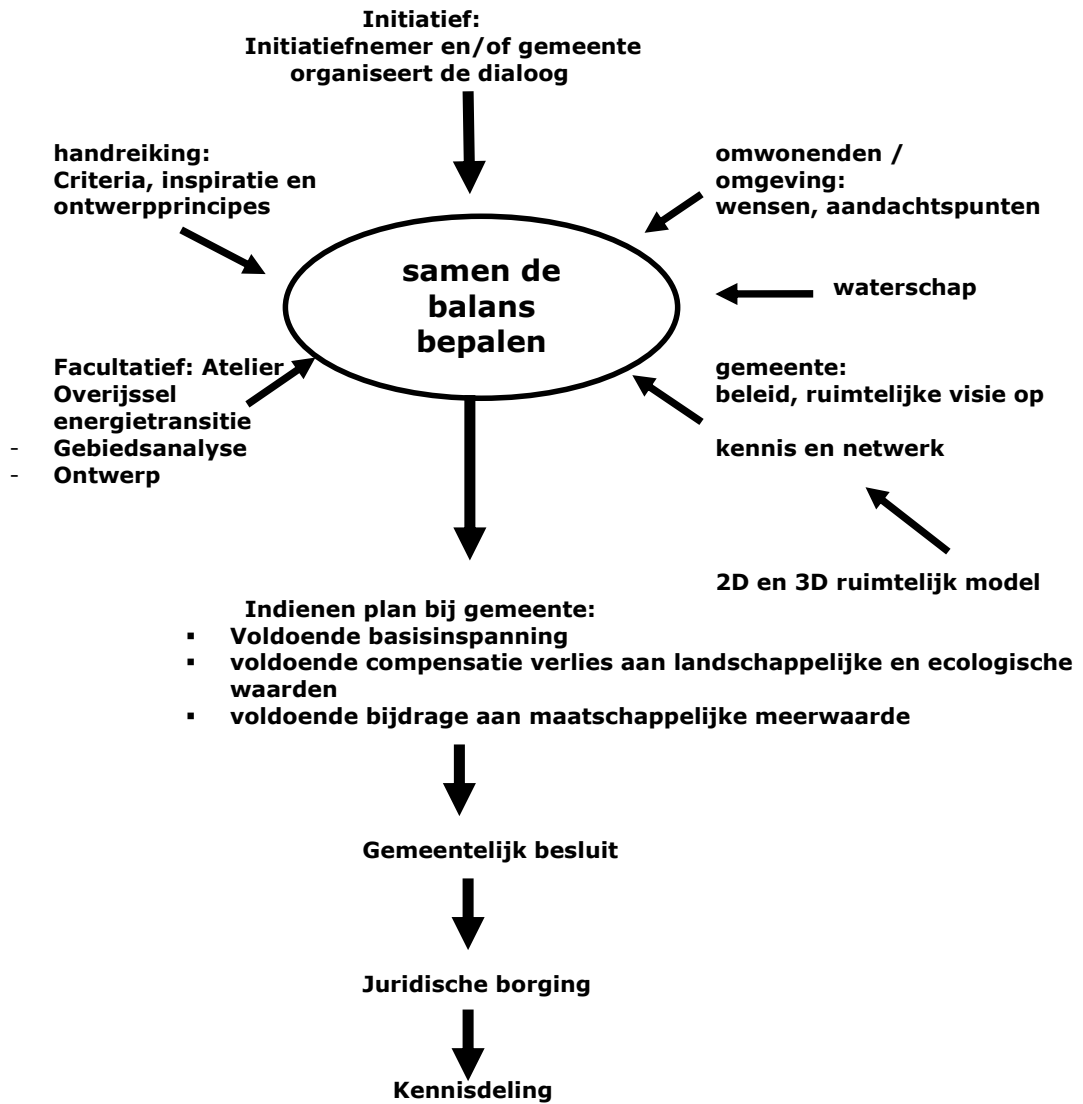 Initiatief:
Initiatiefnemer en/of gemeente
organiseert de dialoog
handreiking:
Criteria, inspiratie en
ontwerpprincipes
omwonenden /
omgeving:
wensen, aandachtspunten
samen de
balans
bepalen
waterschap
Facultatief: Atelier
Overijssel
energietransitie
- Gebiedsanalyse
- Ontwerp
gemeente:
beleid, ruimtelijke visie op
kennis en netwerk
2D en 3D ruimtelijk model
Indienen plan bij gemeente:
▪ Voldoende basisinspanning
▪ voldoende compensatie verlies aan landschappelijke en ecologische
waarden
▪ voldoende bijdrage aan maatschappelijke meerwaarde
Gemeentelijk besluit
Juridische borging
Kennisdeling